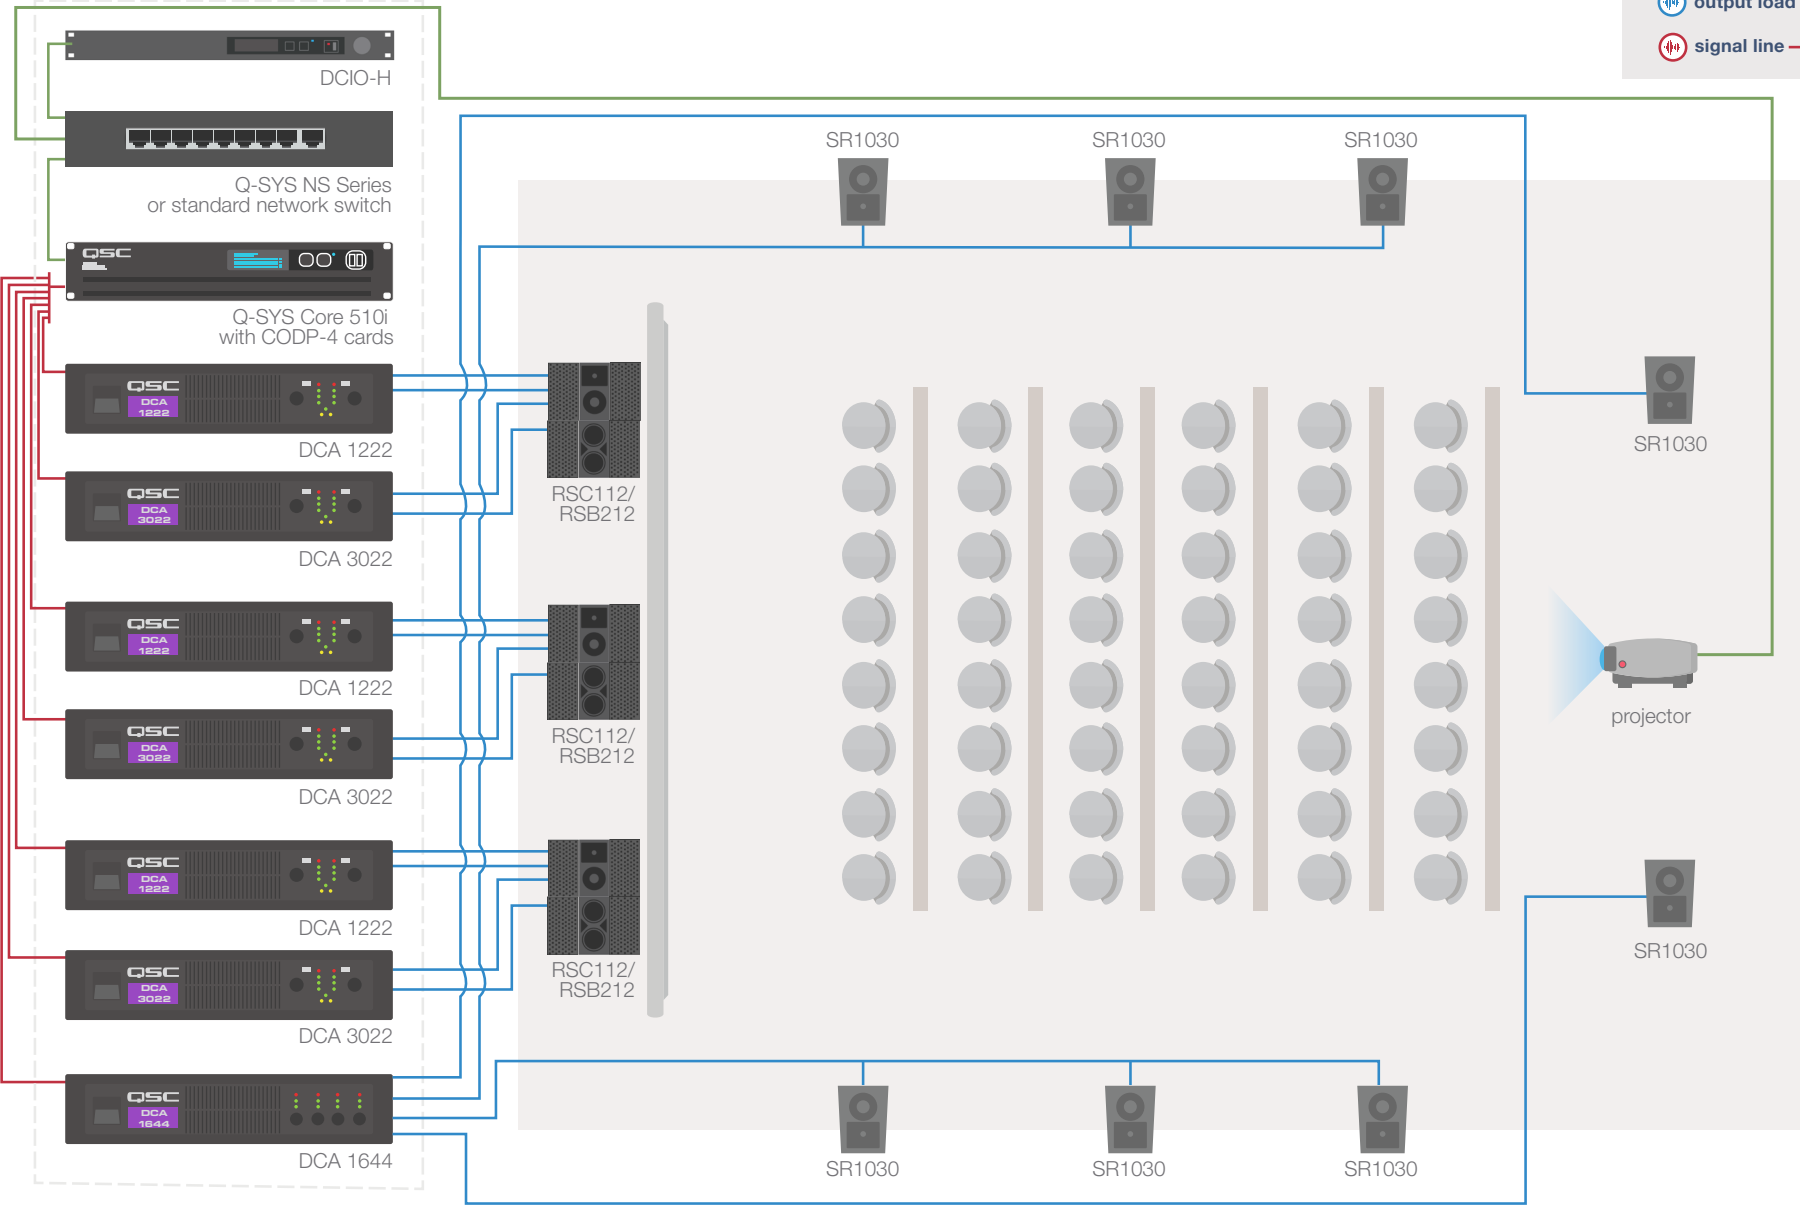 output load
signal line
DCIO-H
Q-SYS NS Series
or standard network switch
QSC
Q-SYS Core 510i
with CODP-4 cards
QSC
DCA
1222
DCA 1222
QSC
DCA
3022
DCA 3022
QSC
DCA
1222
DCA 1222
QSC
DCA
3022
DCA 3022
QSC
DCA
1222
DCA 1222
QSC
DCA
3022
DCA 3022
QSC
DCA
1644
DCA 1644
RSC112/
RSB212
RSC112/
RSB212
RSC112/
RSB212
SR1030
SR1030
SR1030
SR1030
projector
SR1030
SR1030
SR1030
SR1030